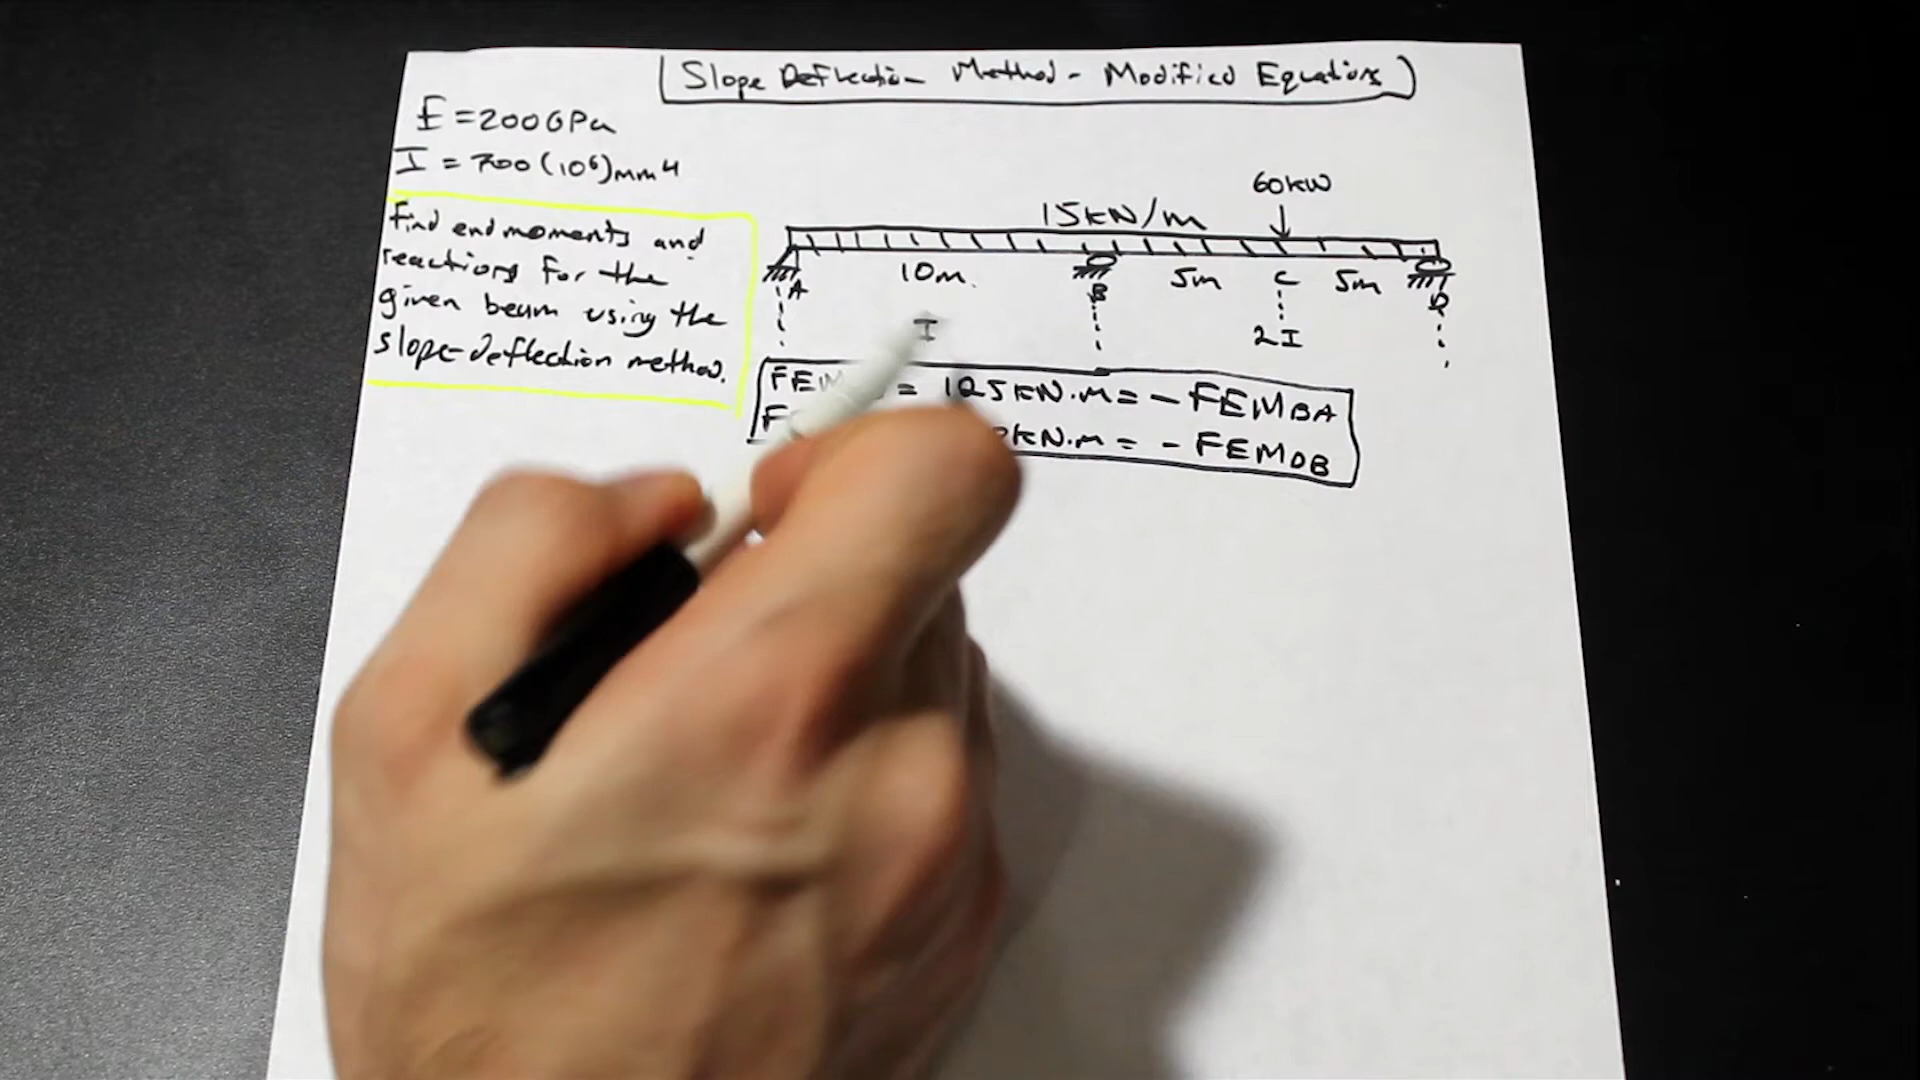 Slope Deflection Method - Modified Equations
E = 200GPa
I = 700(10⁶)mm⁴
Find end moments and
reactions for the
given beam using the
slope-deflection method.
60kN
15kN/m
10m
5m
C
5m
A
B
D
I
2I
= 125kN.m = - FEMBA
kN.m = - FEMDB